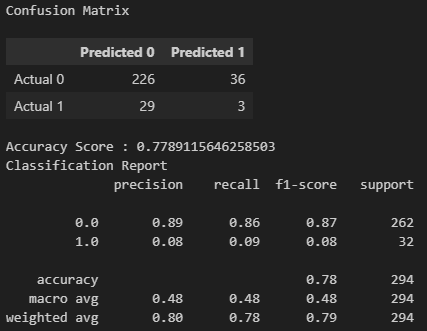 Confusion Matrix
Predicted 0 Predicted 1
Actual 0 226 36
Actual 1 29 3
Accuracy Score : 0.7789115646258503
Classification Report
precision recall f1-score support
0.0 0.89 0.86 0.87 262
1.0 0.08 0.09 0.08 32
accuracy 0.78 294
macro avg 0.48 0.48 0.48 294
weighted avg 0.80 0.78 0.79 294